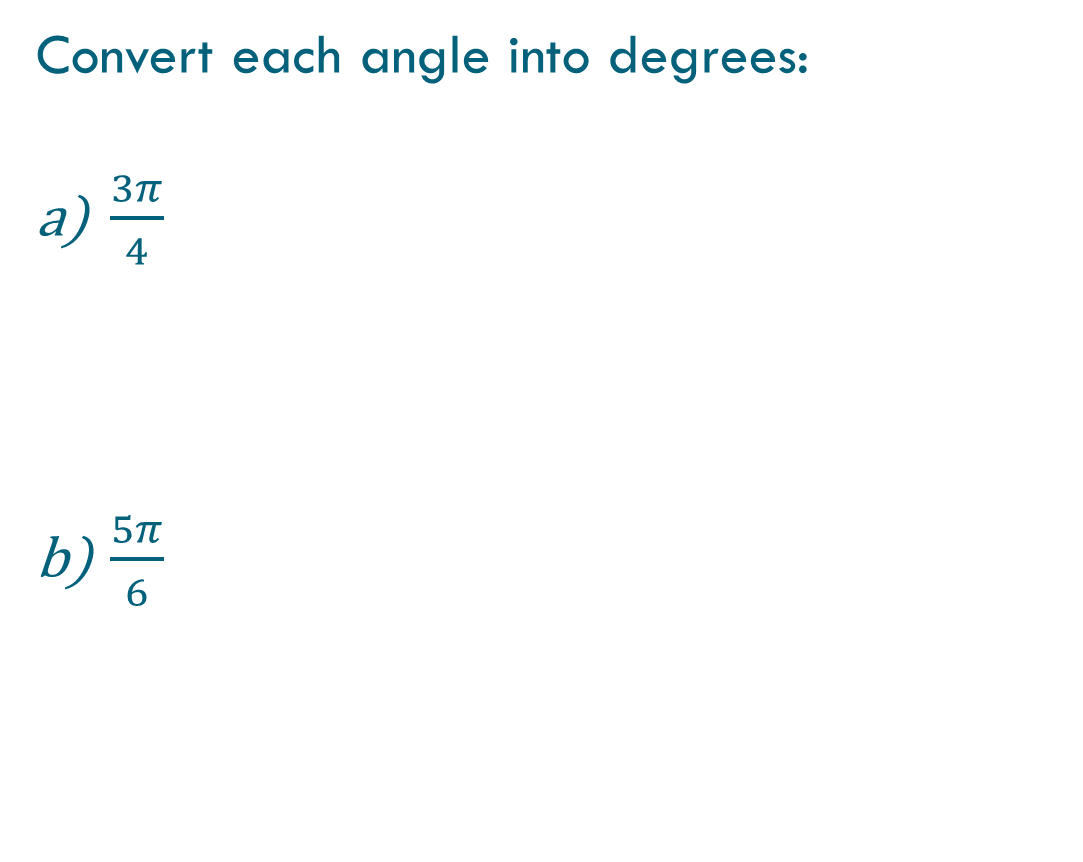 Convert each angle into degrees:
a) 3π/4
b) 5π/6